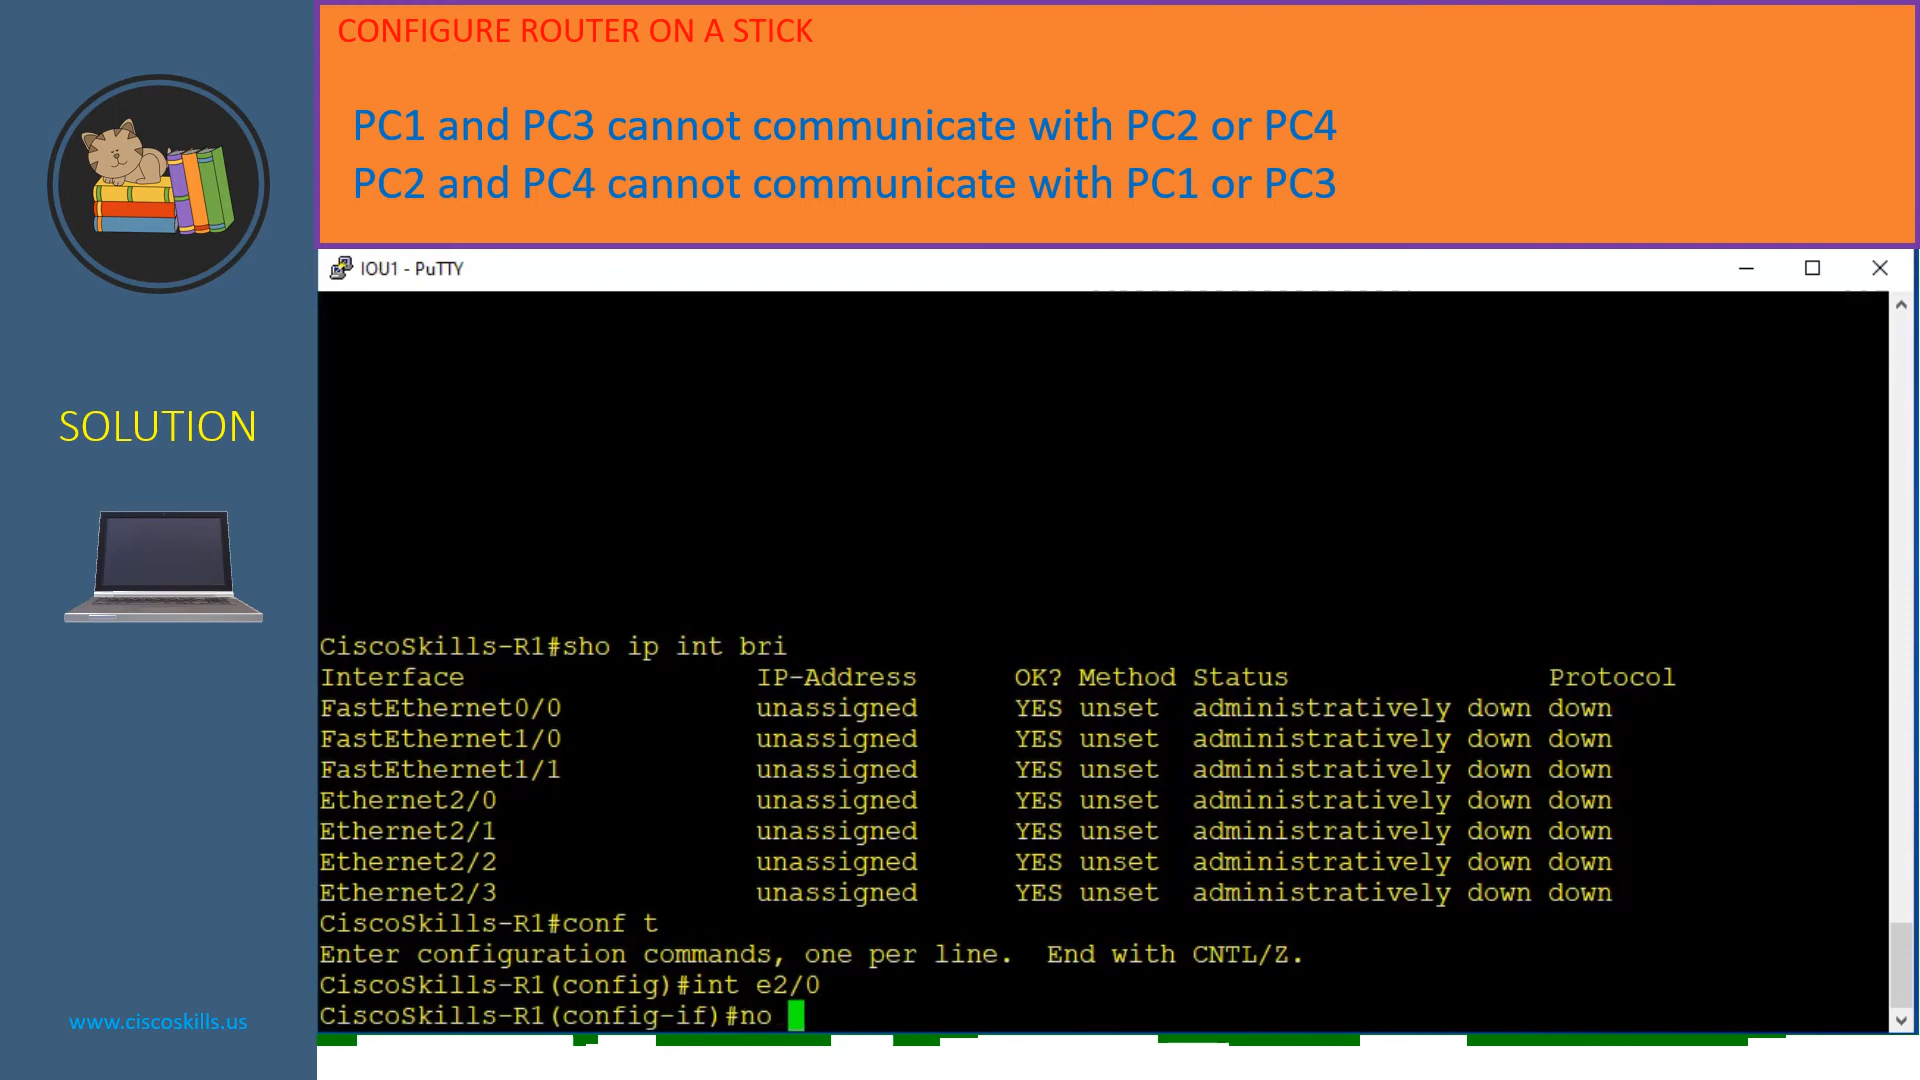 CONFIGURE ROUTER ON A STICK
PC1 and PC3 cannot communicate with PC2 or PC4
PC2 and PC4 cannot communicate with PC1 or PC3
SOLUTION
www.ciscoskills.us
IOU1 - PuTTY
CiscoSkills-R1#sho ip int bri
Interface IP-Address OK? Method Status Protocol
FastEthernet0/0 unassigned YES unset administratively down down
FastEthernet1/0 unassigned YES unset administratively down down
FastEthernet1/1 unassigned YES unset administratively down down
Ethernet2/0 unassigned YES unset administratively down down
Ethernet2/1 unassigned YES unset administratively down down
Ethernet2/2 unassigned YES unset administratively down down
Ethernet2/3 unassigned YES unset administratively down down
CiscoSkills-R1#conf t
Enter configuration commands, one per line.  End with CNTL/Z.
CiscoSkills-R1(config)#int e2/0
CiscoSkills-R1(config-if)#no